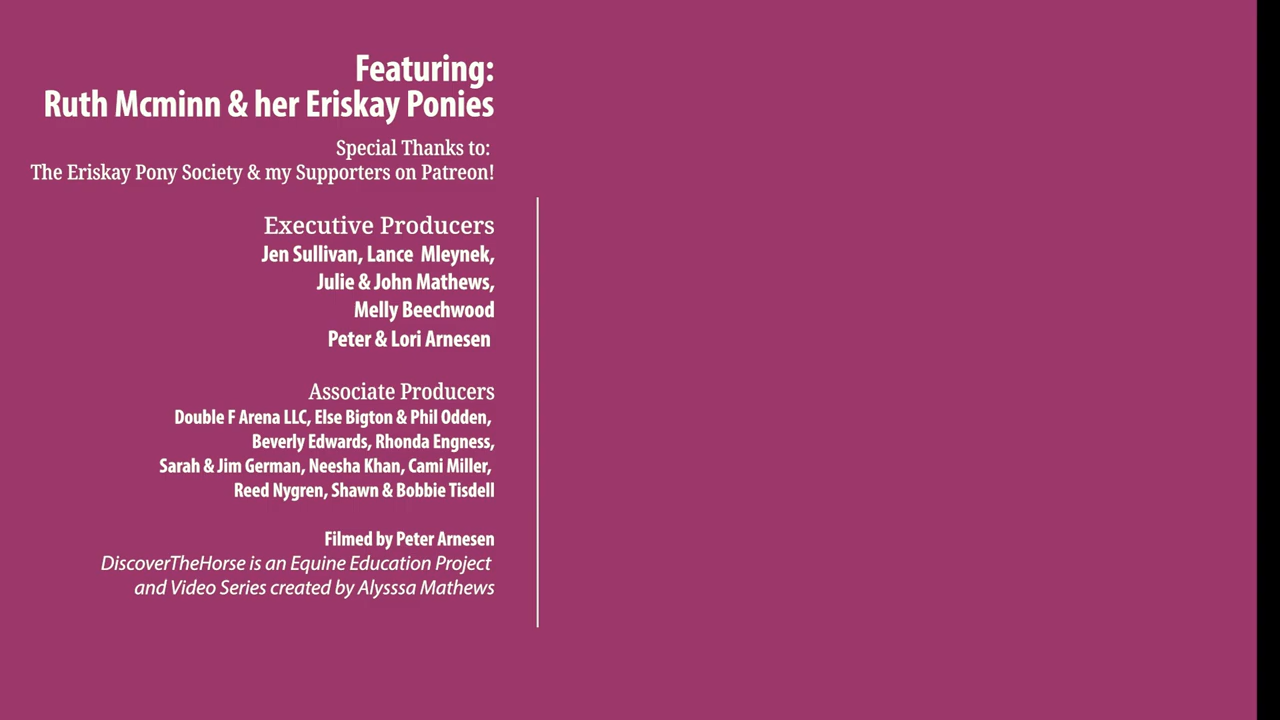 Featuring:
Ruth Mcminn & her Eriskay Ponies
Special Thanks to:
The Eriskay Pony Society & my Supporters on Patreon!
Executive Producers
Jen Sullivan, Lance Mleynek,
Julie & John Mathews,
Melly Beechwood
Peter & Lori Arnesen
Associate Producers
Double F Arena LLC, Else Bigton & Phil Odden,
Beverly Edwards, Rhonda Engness,
Sarah & Jim German, Neesha Khan, Cami Miller,
Reed Nygren, Shawn & Bobbie Tisdell
Filmed by Peter Arnesen
DiscoverTheHorse is an Equine Education Project
and Video Series created by Alysssa Mathews